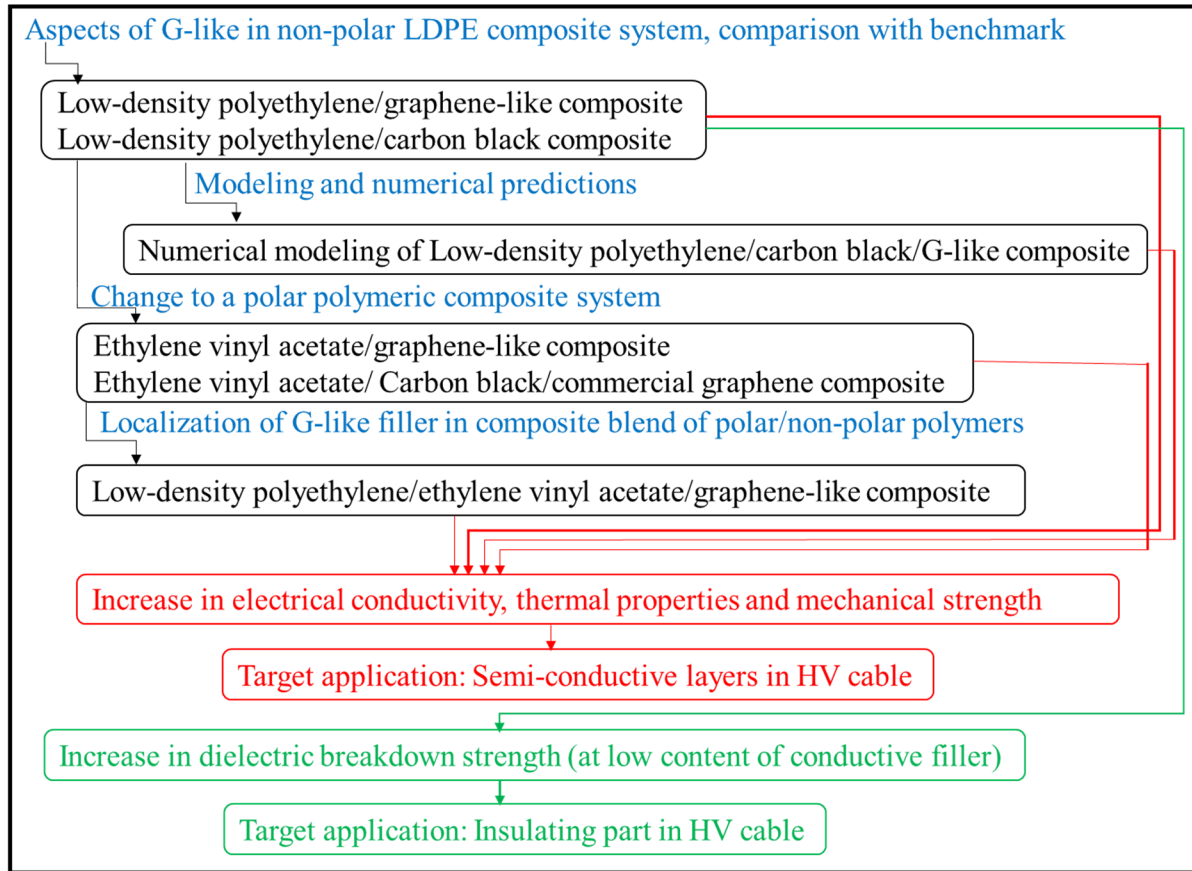 Aspects of G-like in non-polar LDPE composite system, comparison with benchmark
Low-density polyethylene/graphene-like composite
Low-density polyethylene/carbon black composite
Modeling and numerical predictions
Numerical modeling of Low-density polyethylene/carbon black/G-like composite
Change to a polar polymeric composite system
Ethylene vinyl acetate/graphene-like composite
Ethylene vinyl acetate/ Carbon black/commercial graphene composite
Localization of G-like filler in composite blend of polar/non-polar polymers
Low-density polyethylene/ethylene vinyl acetate/graphene-like composite
Increase in electrical conductivity, thermal properties and mechanical strength
Target application: Semi-conductive layers in HV cable
Increase in dielectric breakdown strength (at low content of conductive filler)
Target application: Insulating part in HV cable